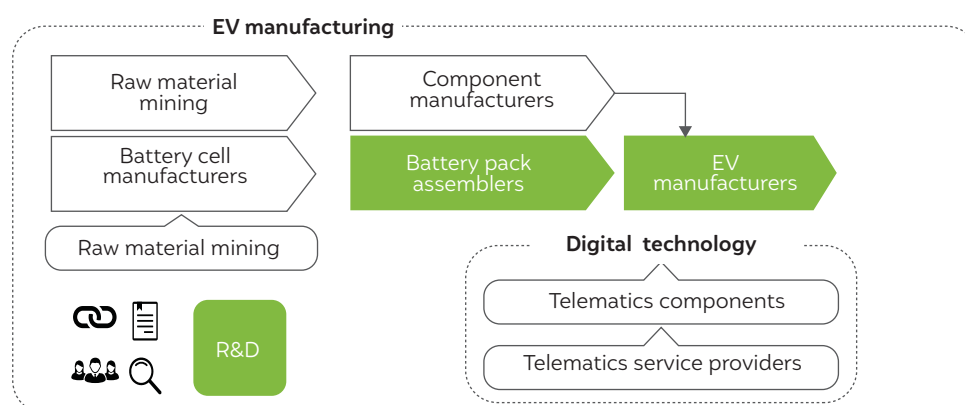 EV manufacturing
Raw material
mining
Component
manufacturers
Battery cell
manufacturers
Battery pack
assemblers
EV
manufacturers
Raw material mining
Digital technology
Telematics components
R&D
Telematics service providers